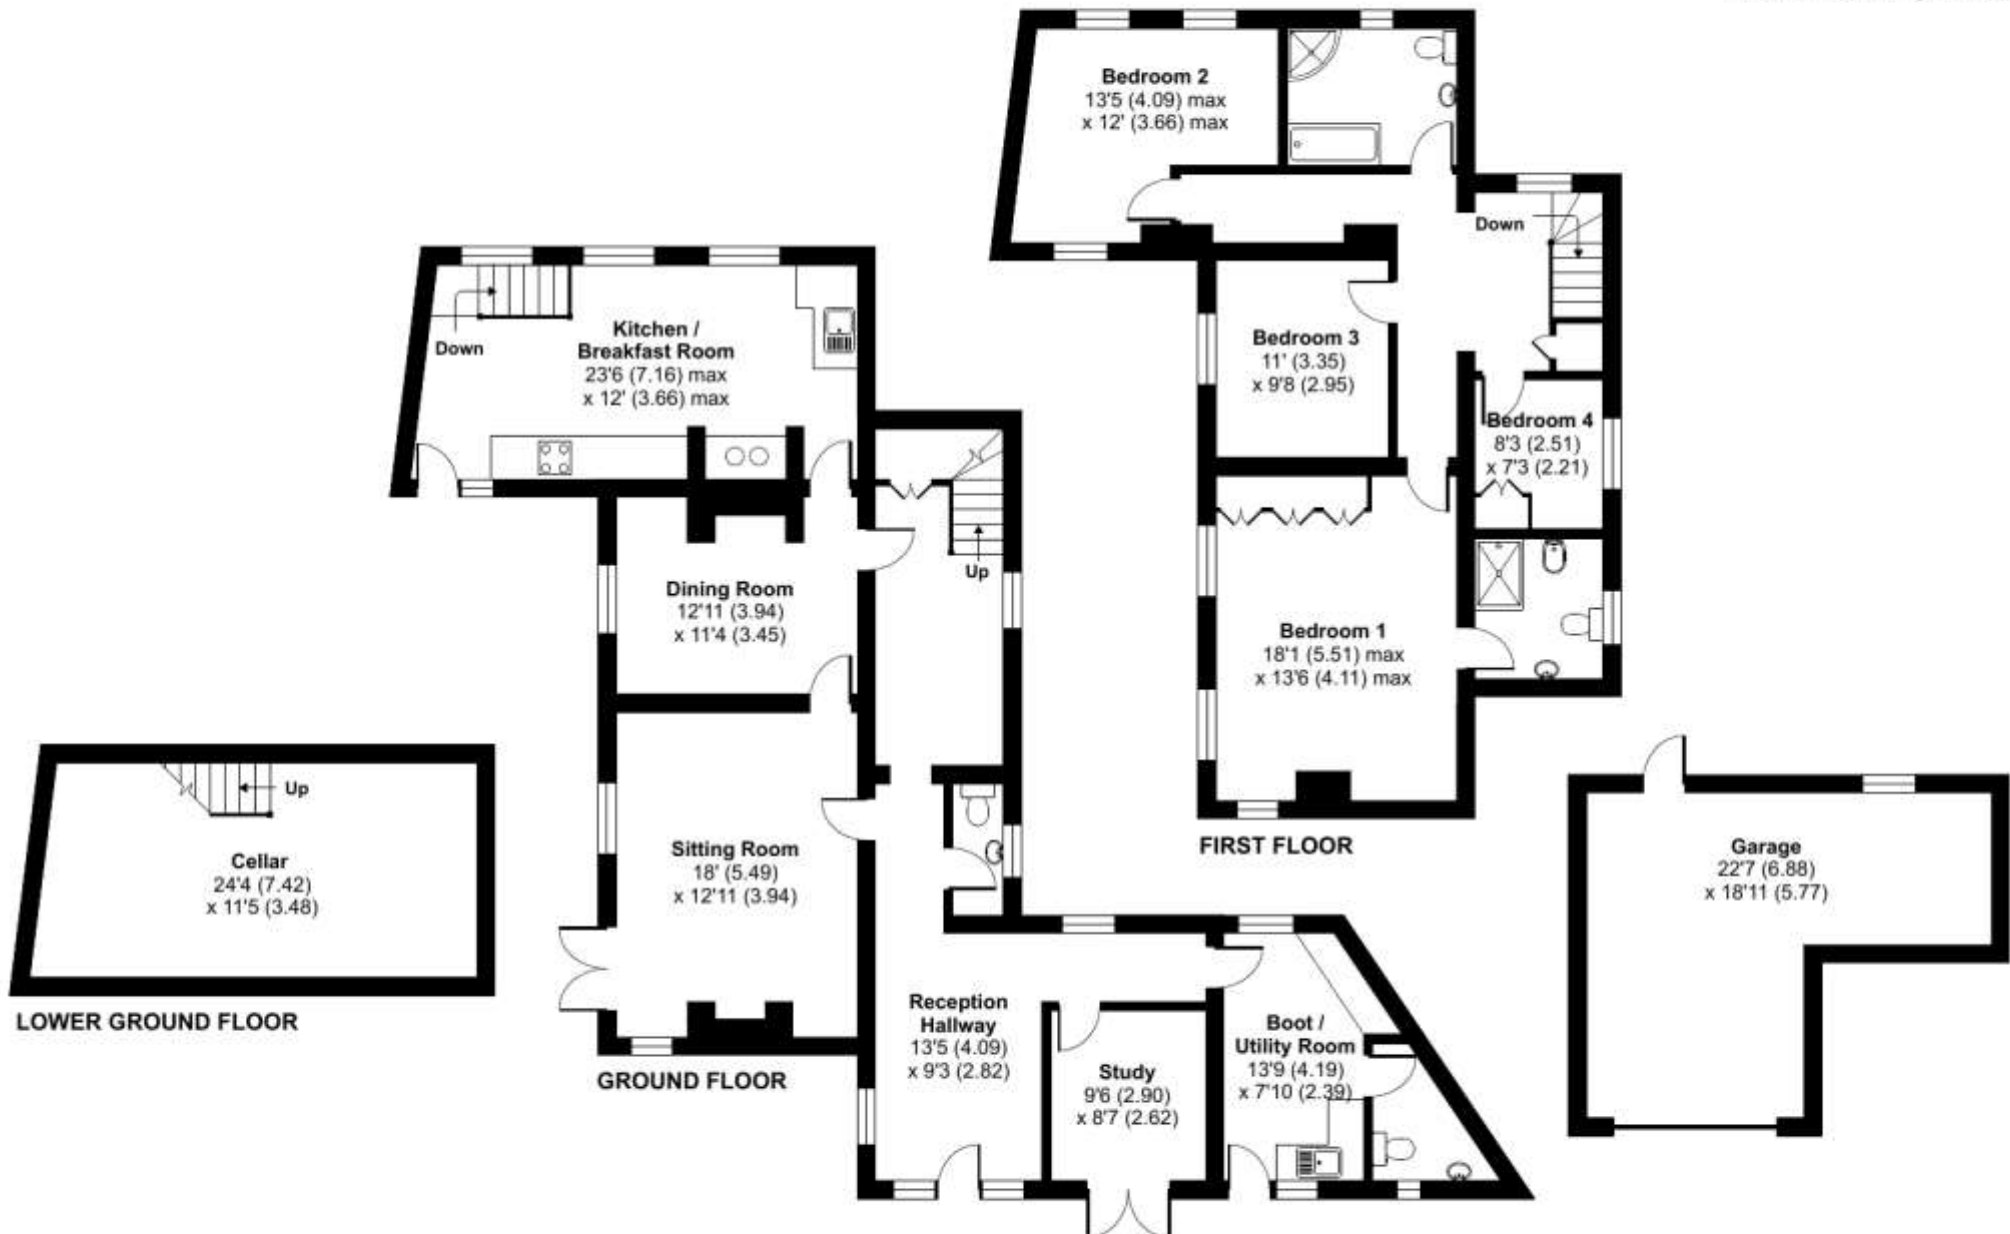 Bedroom 2
13'5 (4.09) max
x 12' (3.66) max
Down
Kitchen /
Breakfast Room
23'6 (7.16) max
x 12' (3.66) max
Down
Bedroom 3
11' (3.35)
x 9'8 (2.95)
Bedroom 4
8'3 (2.51)
x 7'3 (2.21)
Up
Dining Room
12'11 (3.94)
x 11'4 (3.45)
Bedroom 1
18'1 (5.51) max
x 13'6 (4.11) max
Up
Cellar
24'4 (7.42)
x 11'5 (3.48)
LOWER GROUND FLOOR
Sitting Room
18' (5.49)
x 12'11 (3.94)
GROUND FLOOR
FIRST FLOOR
Garage
22'7 (6.88)
x 18'11 (5.77)
Reception
Hallway
13'5 (4.09)
x 9'3 (2.82)
Study
9'6 (2.90)
x 8'7 (2.62)
Boot /
Utility Room
13'9 (4.19)
x 7'10 (2.39)